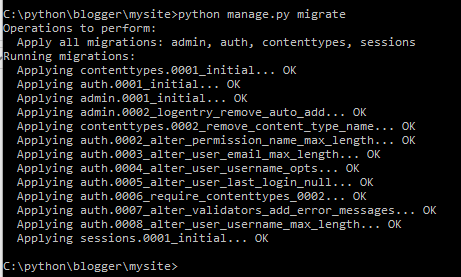 C:\python\blogger\mysite>python manage.py migrate
Operations to perform:
  Apply all migrations: admin, auth, contenttypes, sessions
Running migrations:
  Applying contenttypes.0001_initial... OK
  Applying auth.0001_initial... OK
  Applying admin.0001_initial... OK
  Applying admin.0002_logentry_remove_auto_add... OK
  Applying contenttypes.0002_remove_content_type_name... OK
  Applying auth.0002_alter_permission_name_max_length... OK
  Applying auth.0003_alter_user_email_max_length... OK
  Applying auth.0004_alter_user_username_opts... OK
  Applying auth.0005_alter_user_last_login_null... OK
  Applying auth.0006_require_contenttypes_0002... OK
  Applying auth.0007_alter_validators_add_error_messages... OK
  Applying auth.0008_alter_user_username_max_length... OK
  Applying sessions.0001_initial... OK
C:\python\blogger\mysite>